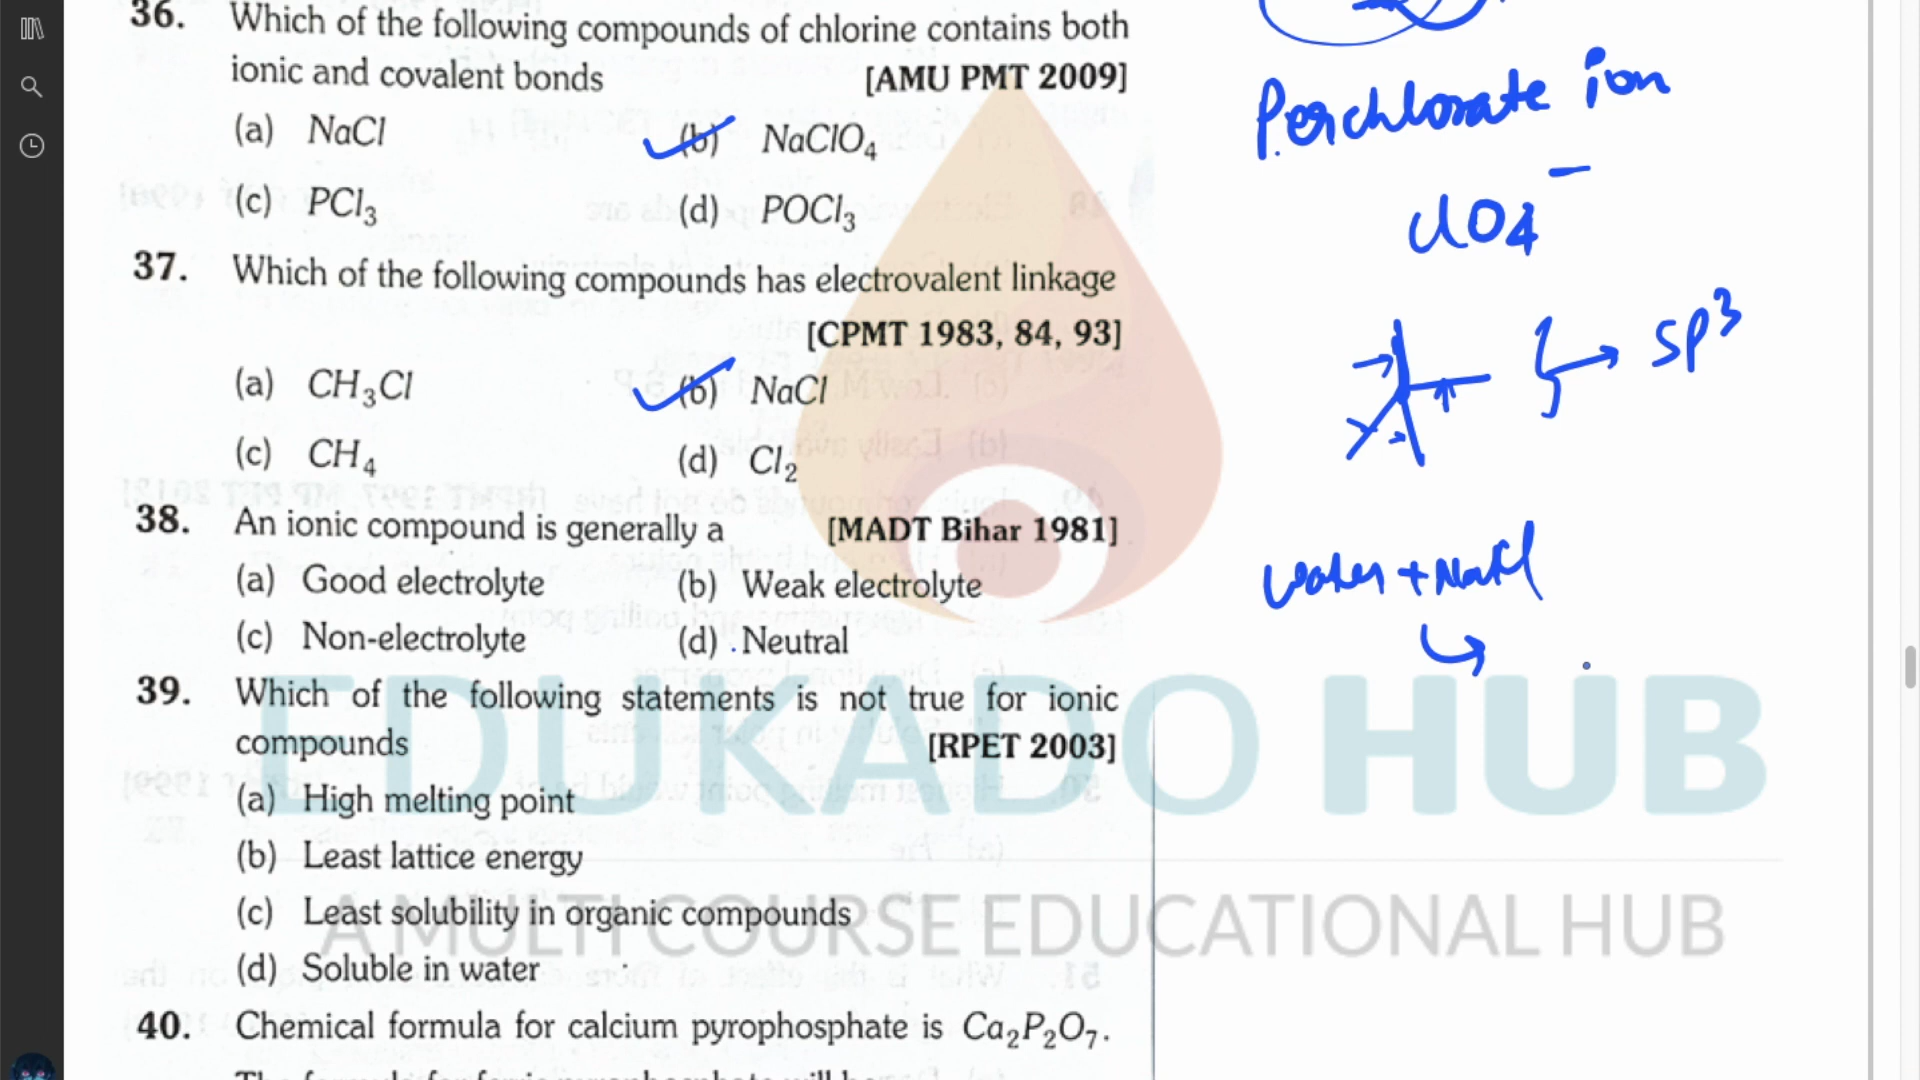 36. Which of the following compounds of chlorine contains both
ionic and covalent bonds [AMU PMT 2009]
(a) NaCl (b) NaClO₄
(c) PCl₃ (d) POCl₃
37. Which of the following compounds has electrovalent linkage
[CPMT 1983, 84, 93]
(a) CH₃Cl (b) NaCl
(c) CH₄ (d) Cl₂
38. An ionic compound is generally a [MADT Bihar 1981]
(a) Good electrolyte (b) Weak electrolyte
(c) Non-electrolyte (d) Neutral
39. Which of the following statements is not true for ionic
compounds [RPET 2003]
(a) High melting point
(b) Least lattice energy
(c) Least solubility in organic compounds
(d) Soluble in water
40. Chemical formula for calcium pyrophosphate is Ca₂P₂O₇.
Perchlorate ion
ClO₄⁻
SP³
water + NaCl
EDUKADO HUB
A MULTI COURSE EDUCATIONAL HUB